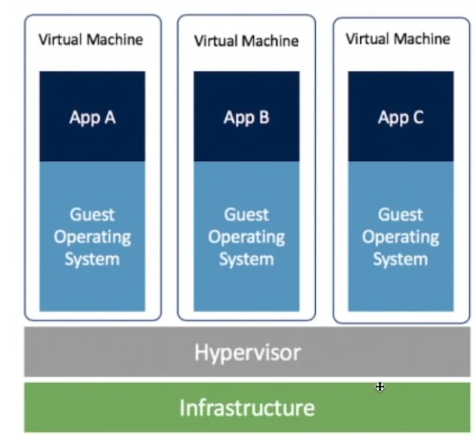 Virtual Machine
Virtual Machine
Virtual Machine
App A
App B
App C
Guest
Operating
System
Guest
Operating
System
Guest
Operating
System
Hypervisor
Infrastructure